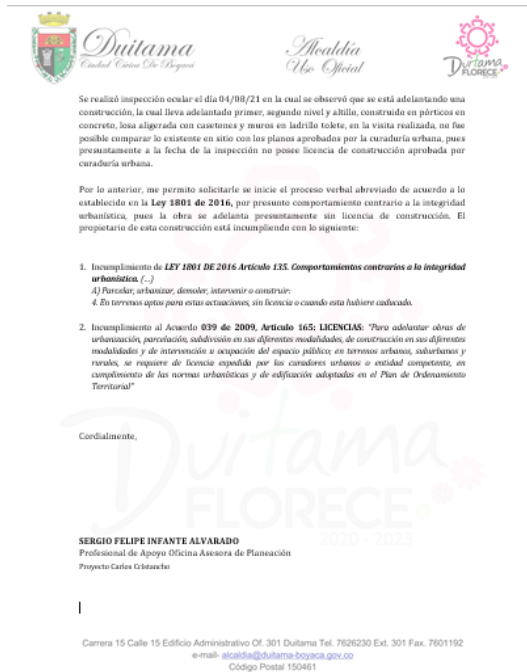 Duitama
Ciudad Cívica De Boyacá
Alcaldía
Uso Oficial
Duitama
FLORECE
Se realizó inspección ocular el día 04/08/21 en la cual se observó que se está adelantando una
construcción, la cual lleva adelantado primer, segundo nivel y altillo, construido en pórticos en
concreto, losa aligerada con casetones y muros en ladrillo tolete, en la visita realizada, no fue
posible comparar lo existente en sitio con los planos aprobados por la curaduría urbana, pues
presuntamente a la fecha de la inspección no posee licencia de construcción aprobada por
curaduría urbana.
Por lo anterior, me permito solicitarle se inicie el proceso verbal abreviado de acuerdo a lo
establecido en la Ley 1801 de 2016, por presunto comportamiento contrario a la integridad
urbanística, pues la obra se adelanta presuntamente sin licencia de construcción. El
propietario de esta construcción está incumpliendo con lo siguiente:
1. Incumplimiento de LEY 1801 DE 2016 Artículo 135. Comportamientos contrarios a la integridad
urbanística. (...)
A) Parcelar, urbanizar, demoler, intervenir o construir:
4. En terrenos aptos para estas actuaciones, sin licencia o cuando esta hubiere caducado.
2. Incumplimiento al Acuerdo 039 de 2009, Artículo 165: LICENCIAS: "Para adelantar obras de
urbanización, parcelación, subdivisión en sus diferentes modalidades, de construcción en sus diferentes
modalidades y de intervención u ocupación del espacio público; en terrenos urbanos, suburbanos y
rurales, se requiere de licencia expedida por los curadores urbanos o entidad competente, en
cumplimiento de las normas urbanísticas y de edificación adoptadas en el Plan de Ordenamiento
Territorial"
Cordialmente,
Duitama
FLORECE
2020 - 2023
SERGIO FELIPE INFANTE ALVARADO
Profesional de Apoyo Oficina Asesora de Planeación
Proyecto Carlos Cristancho
Carrera 15 Calle 15 Edificio Administrativo Of. 301 Duitama Tel. 7626230 Ext. 301 Fax. 7601192
e-mail- alcaldia@duitama-boyaca.gov.co
Código Postal 150461